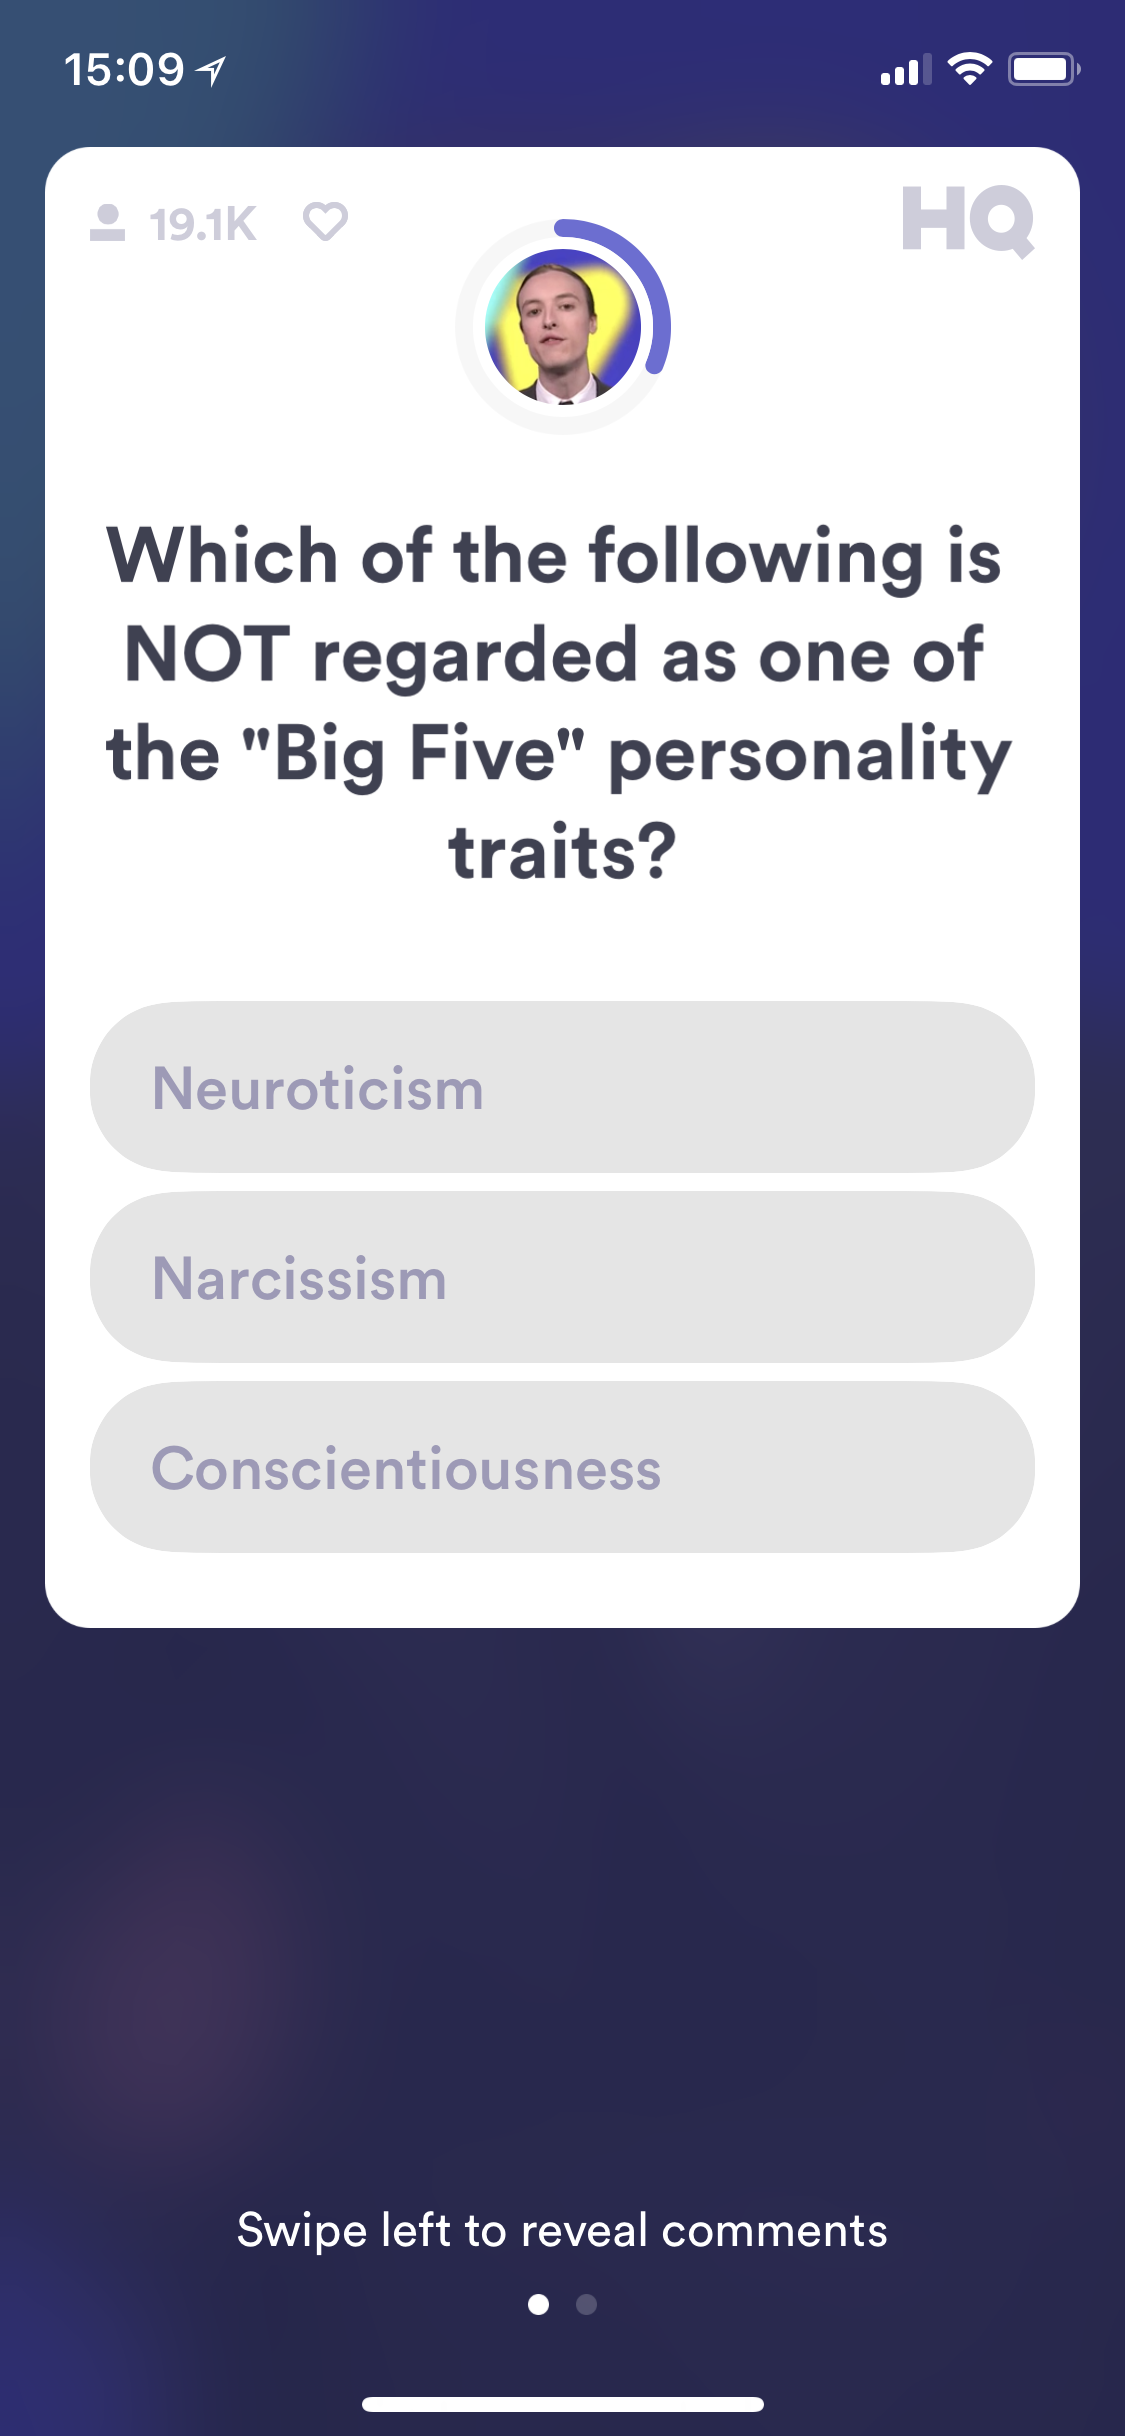 15:09
19.1K
HQ
Which of the following is
NOT regarded as one of
the "Big Five" personality
traits?
Neuroticism
Narcissism
Conscientiousness
Swipe left to reveal comments